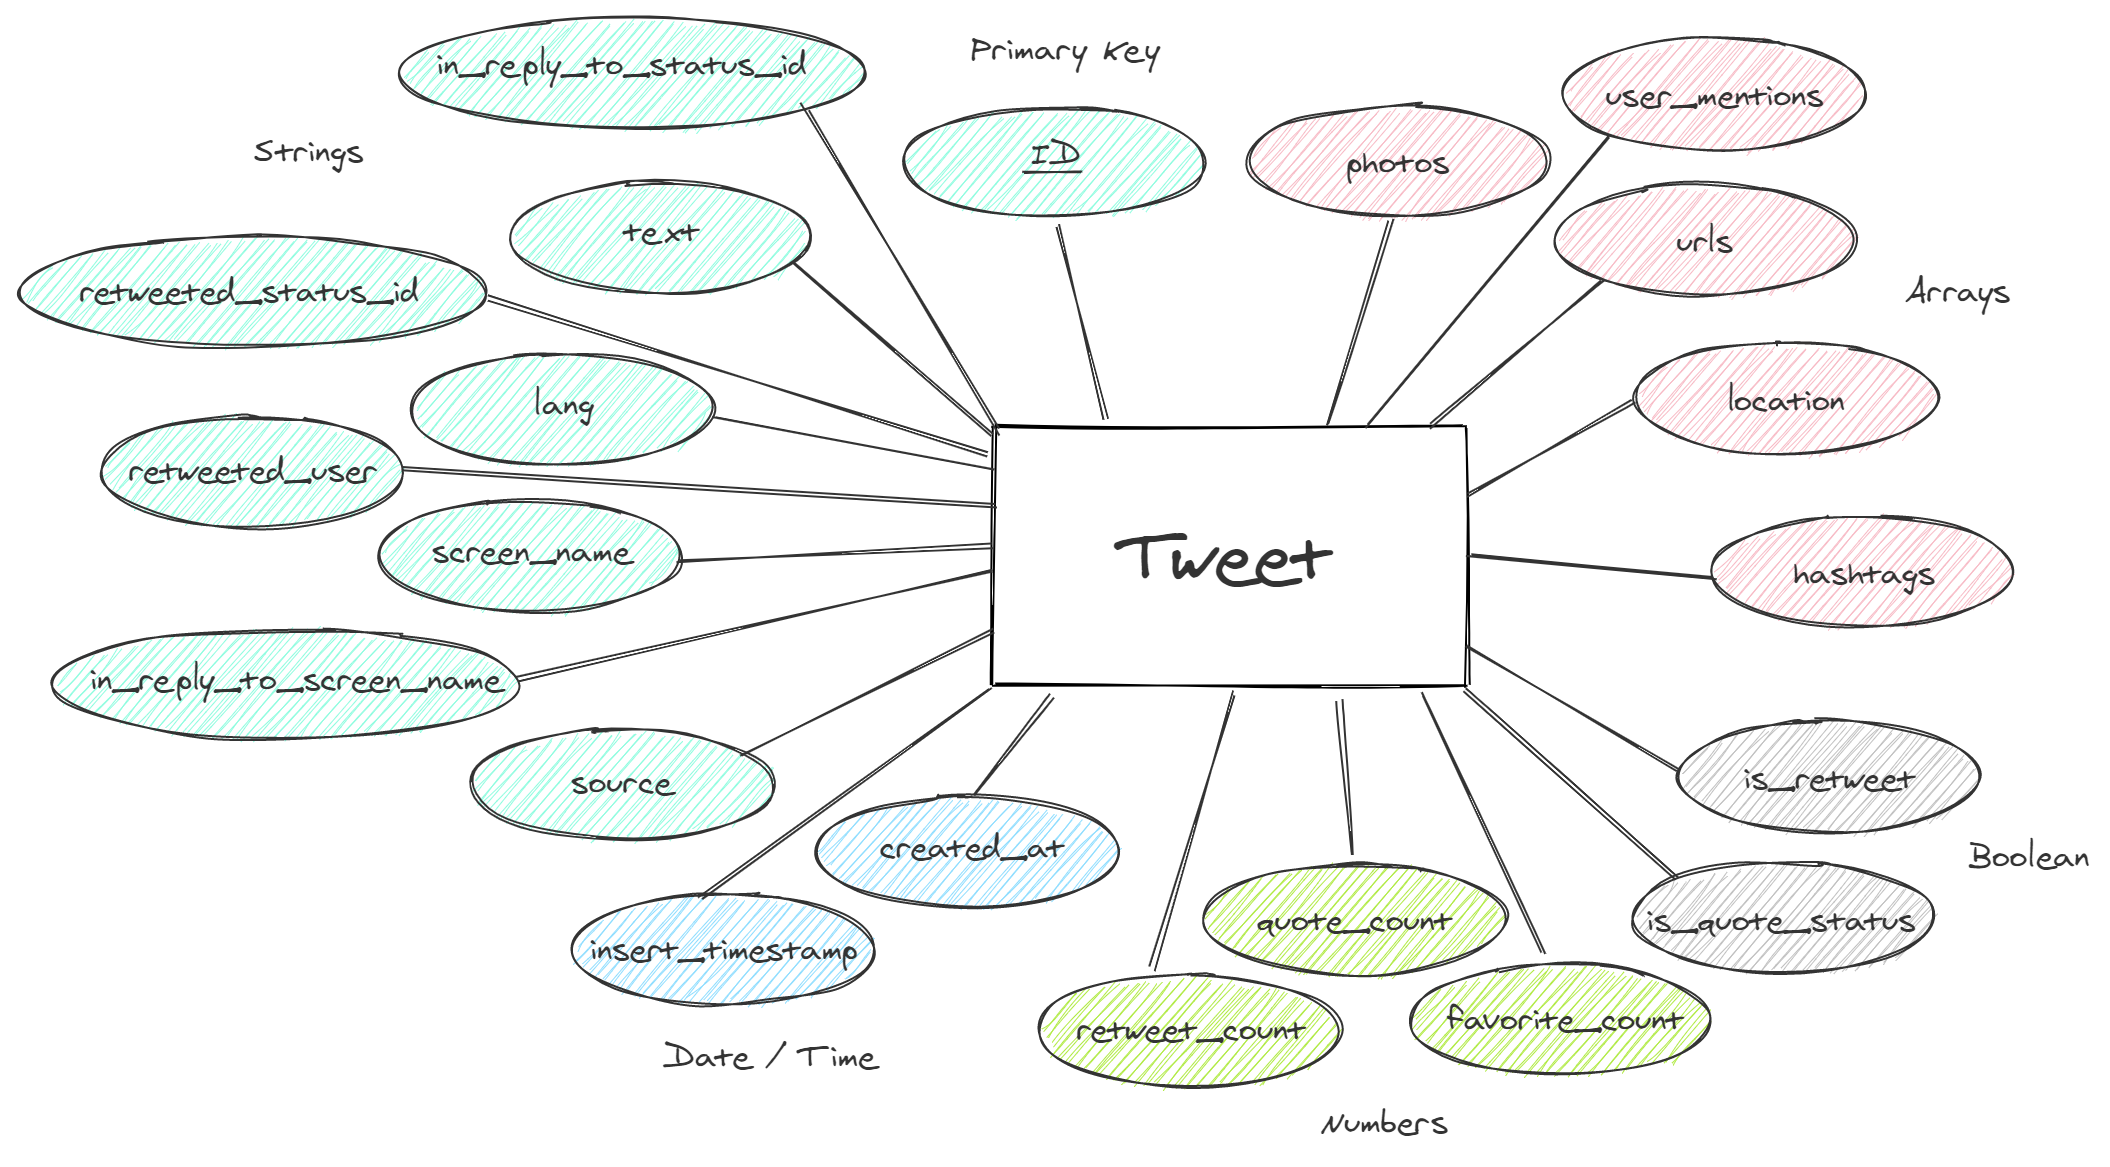 in_reply_to_status_id
Primary Key
user_mentions
Strings
ID
photos
text
urls
retweeted_status_id
Arrays
lang
location
retweeted_user
screen_name
Tweet
hashtags
in_reply_to_screen_name
source
is_retweet
created_at
Boolean
quote_count
is_quote_status
insert_timestamp
retweet_count
favorite_count
Date / Time
Numbers